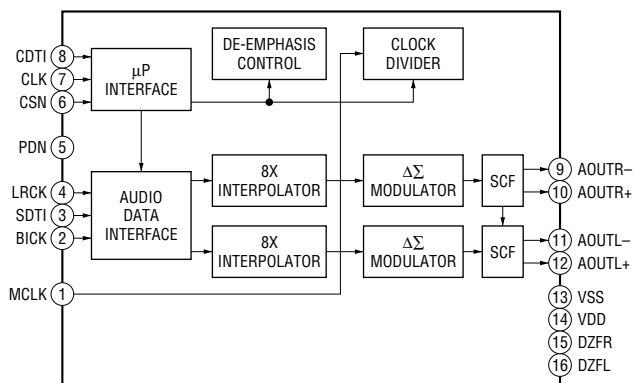 CDTI 8
CLK 7
CSN 6
PDN 5
LRCK 4
SDTI 3
BICK 2
MCLK 1
μP
INTERFACE
DE-EMPHASIS
CONTROL
CLOCK
DIVIDER
AUDIO
DATA
INTERFACE
8X
INTERPOLATOR
ΔΣ
MODULATOR
SCF
8X
INTERPOLATOR
ΔΣ
MODULATOR
SCF
9 AOUTR–
10 AOUTR+
11 AOUTL–
12 AOUTL+
13 VSS
14 VDD
15 DZFR
16 DZFL